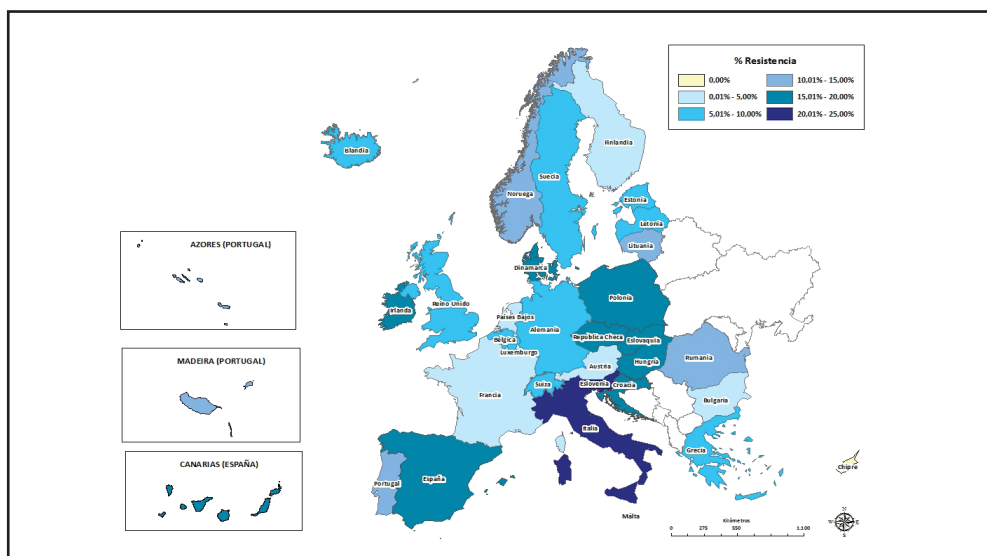 % Resistencia
0,00%
10,01% - 15,00%
0,01% - 5,00%
15,01% - 20,00%
5,01% - 10,00%
20,01% - 25,00%
Islandia
Finlandia
Suecia
Noruega
Estonia
Letonia
Lituania
AZORES (PORTUGAL)
Dinamarca
Polonia
Reino Unido
Irlanda
Países Bajos
Alemania
Bélgica
República Checa
Eslovaquia
Luxemburgo
MADEIRA (PORTUGAL)
Rumania
Hungría
Austria
Suiza
Eslovenia
Croacia
Francia
Bulgaria
Italia
Grecia
CANARIAS (ESPAÑA)
Portugal
España
Chipre
Malta
Kilómetros
0 275 550 1.100
N
W E
S